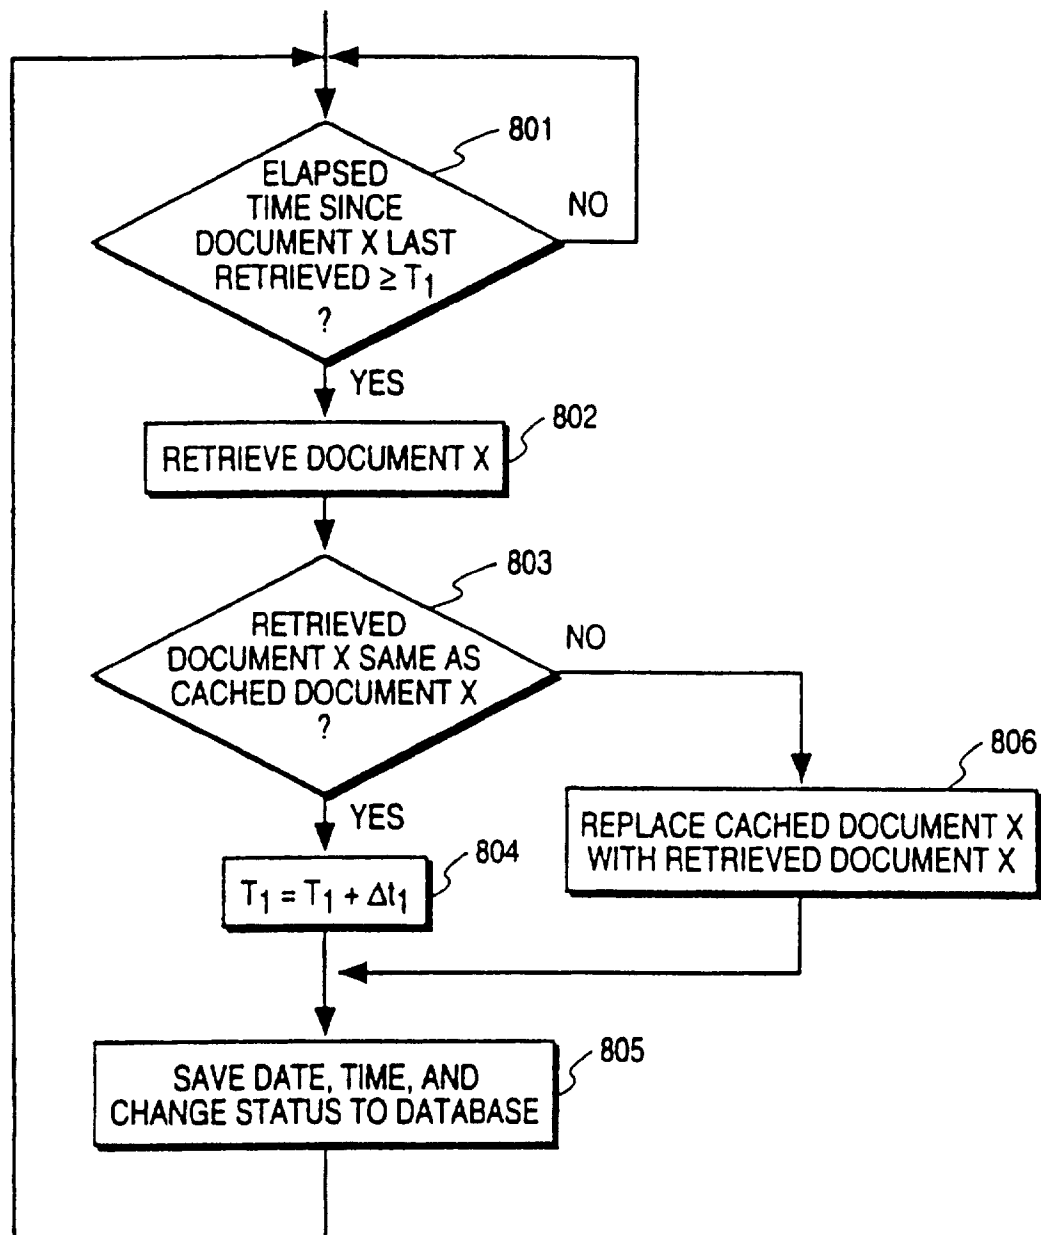 801
ELAPSED
TIME SINCE
DOCUMENT X LAST
RETRIEVED ≥ T1
?
NO
YES
802
RETRIEVE DOCUMENT X
803
RETRIEVED
DOCUMENT X SAME AS
CACHED DOCUMENT X
?
NO
YES
806
REPLACE CACHED DOCUMENT X
WITH RETRIEVED DOCUMENT X
804
T1 = T1 + Δt1
805
SAVE DATE, TIME, AND
CHANGE STATUS TO DATABASE